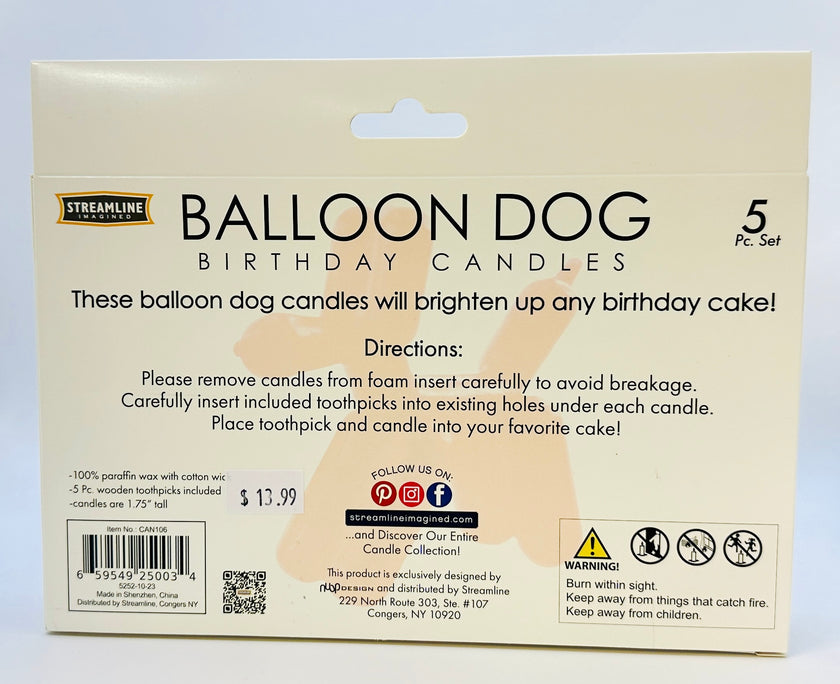 STREAMLINE
IMAGINED
BALLOON DOG
BIRTHDAY CANDLES
5
Pc. Set
These balloon dog candles will brighten up any birthday cake!
Directions:
Please remove candles from foam insert carefully to avoid breakage.
Carefully insert included toothpicks into existing holes under each candle.
Place toothpick and candle into your favorite cake!
-100% paraffin wax with cotton
-5 Pc. wooden toothpicks included
-candles are 1.75" tall
$ 13.99
Item No.: CAN106
6 59549 25003 4
5252-10-23
Made in Shenzhen, China
Distributed by Streamline, Congers NY
FOLLOW US ON:
streamlineimagined.com
...and Discover Our Entire
Candle Collection!
This product is exclusively designed by
DESIGN and distributed by Streamline
229 North Route 303, Ste. #107
Congers, NY 10920
WARNING!
Burn within sight.
Keep away from things that catch fire.
Keep away from children.